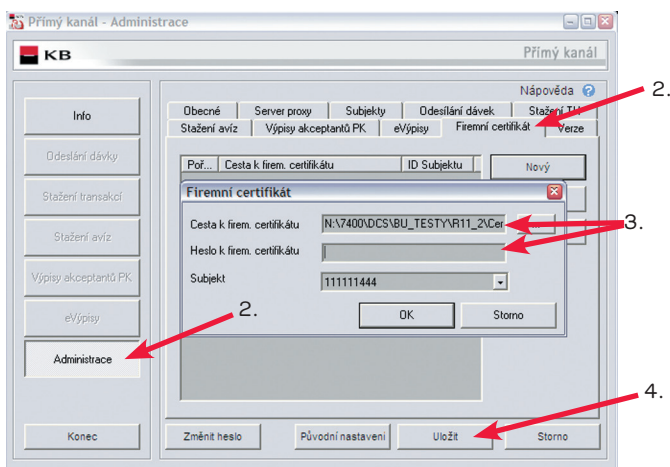 Přímý kanál - Administrace
KB
Přímý kanál
Nápověda
2.
Info
Odeslání dávky
Stažení transakcí
Stažení avíz
Výpisy akceptantů PK
eVýpisy
Administrace
Konec
2.
Obecné
Server proxy
Subjekty
Odesílání dávek
Stažení
Stažení avíz
Výpisy akceptantů PK
eVýpisy
Firemní certifikát
Verze
Poř...
Cesta k firem. certifikátu
ID Subjektu
Nový
Firemní certifikát
Cesta k firem. certifikátu
N:\7400\DCS\BU_TESTY\R11_2\Cer
3.
Heslo k firem. certifikátu
Subjekt
111111444
OK
Storno
4.
Změnit heslo
Původní nastavení
Uložit
Storno